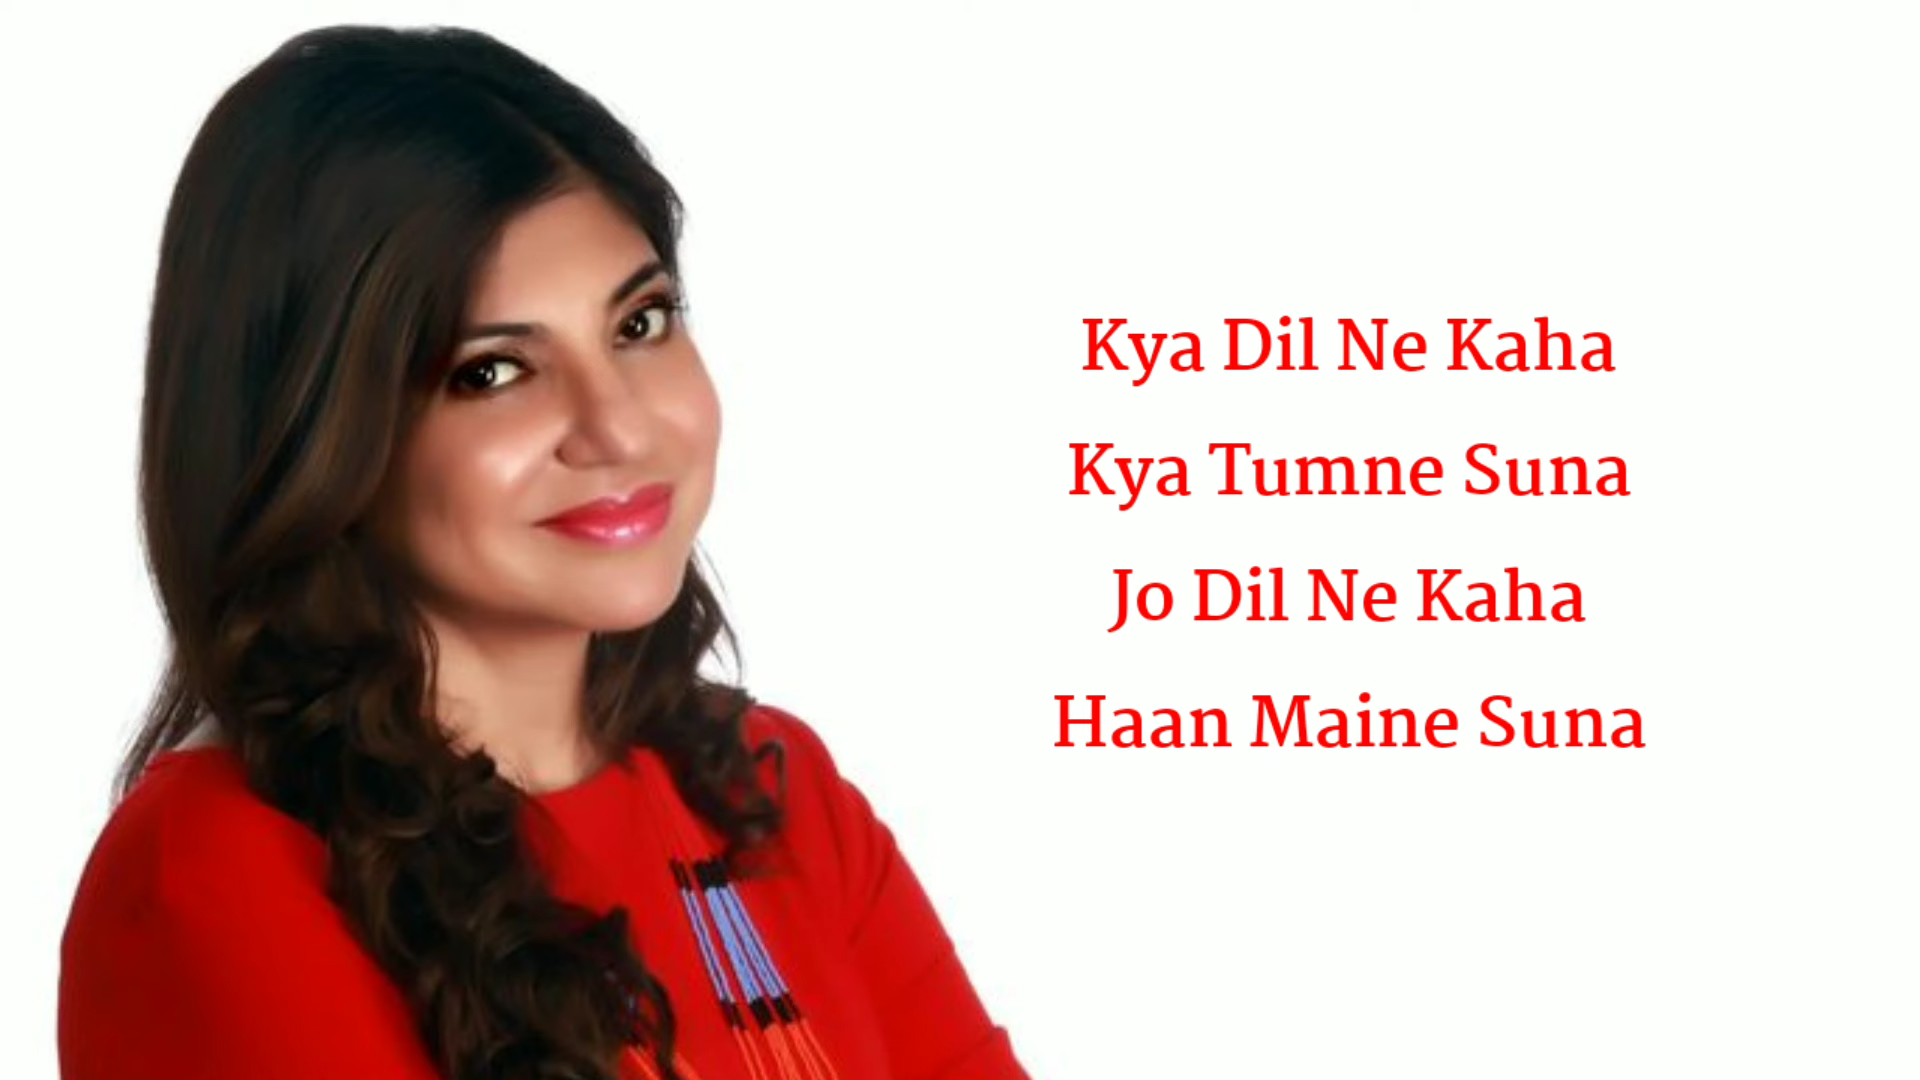 Kya Dil Ne Kaha
Kya Tumne Suna
Jo Dil Ne Kaha
Haan Maine Suna